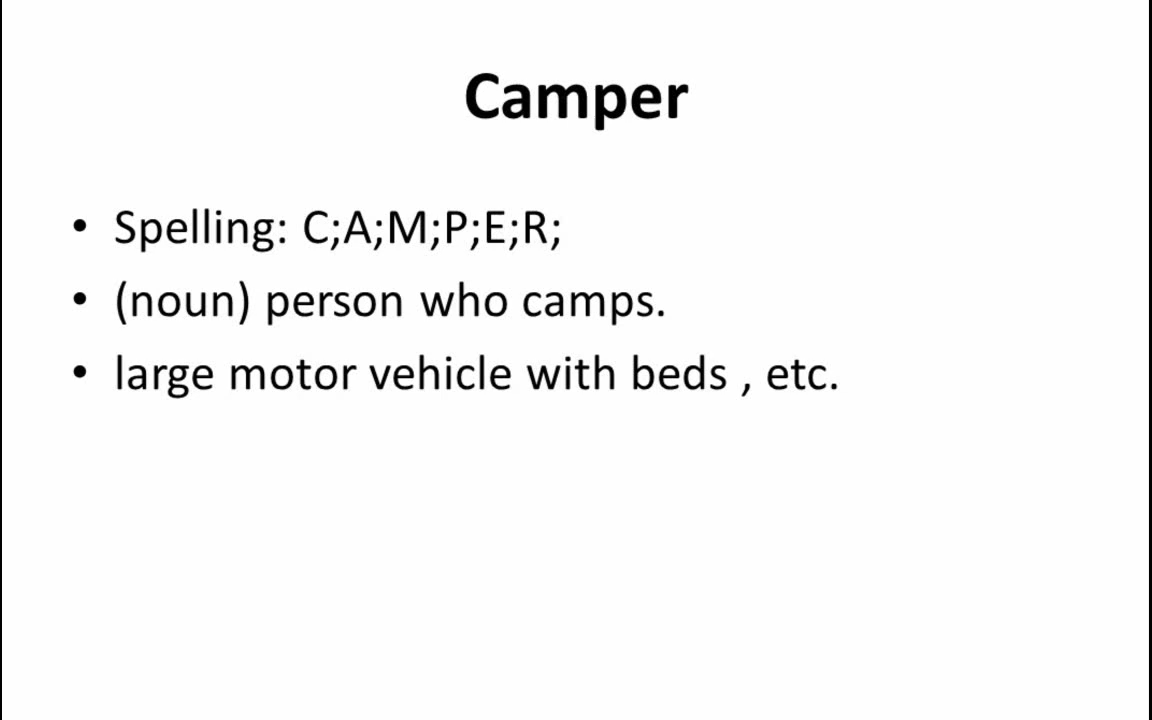 Camper
• Spelling: C;A;M;P;E;R;
• (noun) person who camps.
• large motor vehicle with beds , etc.